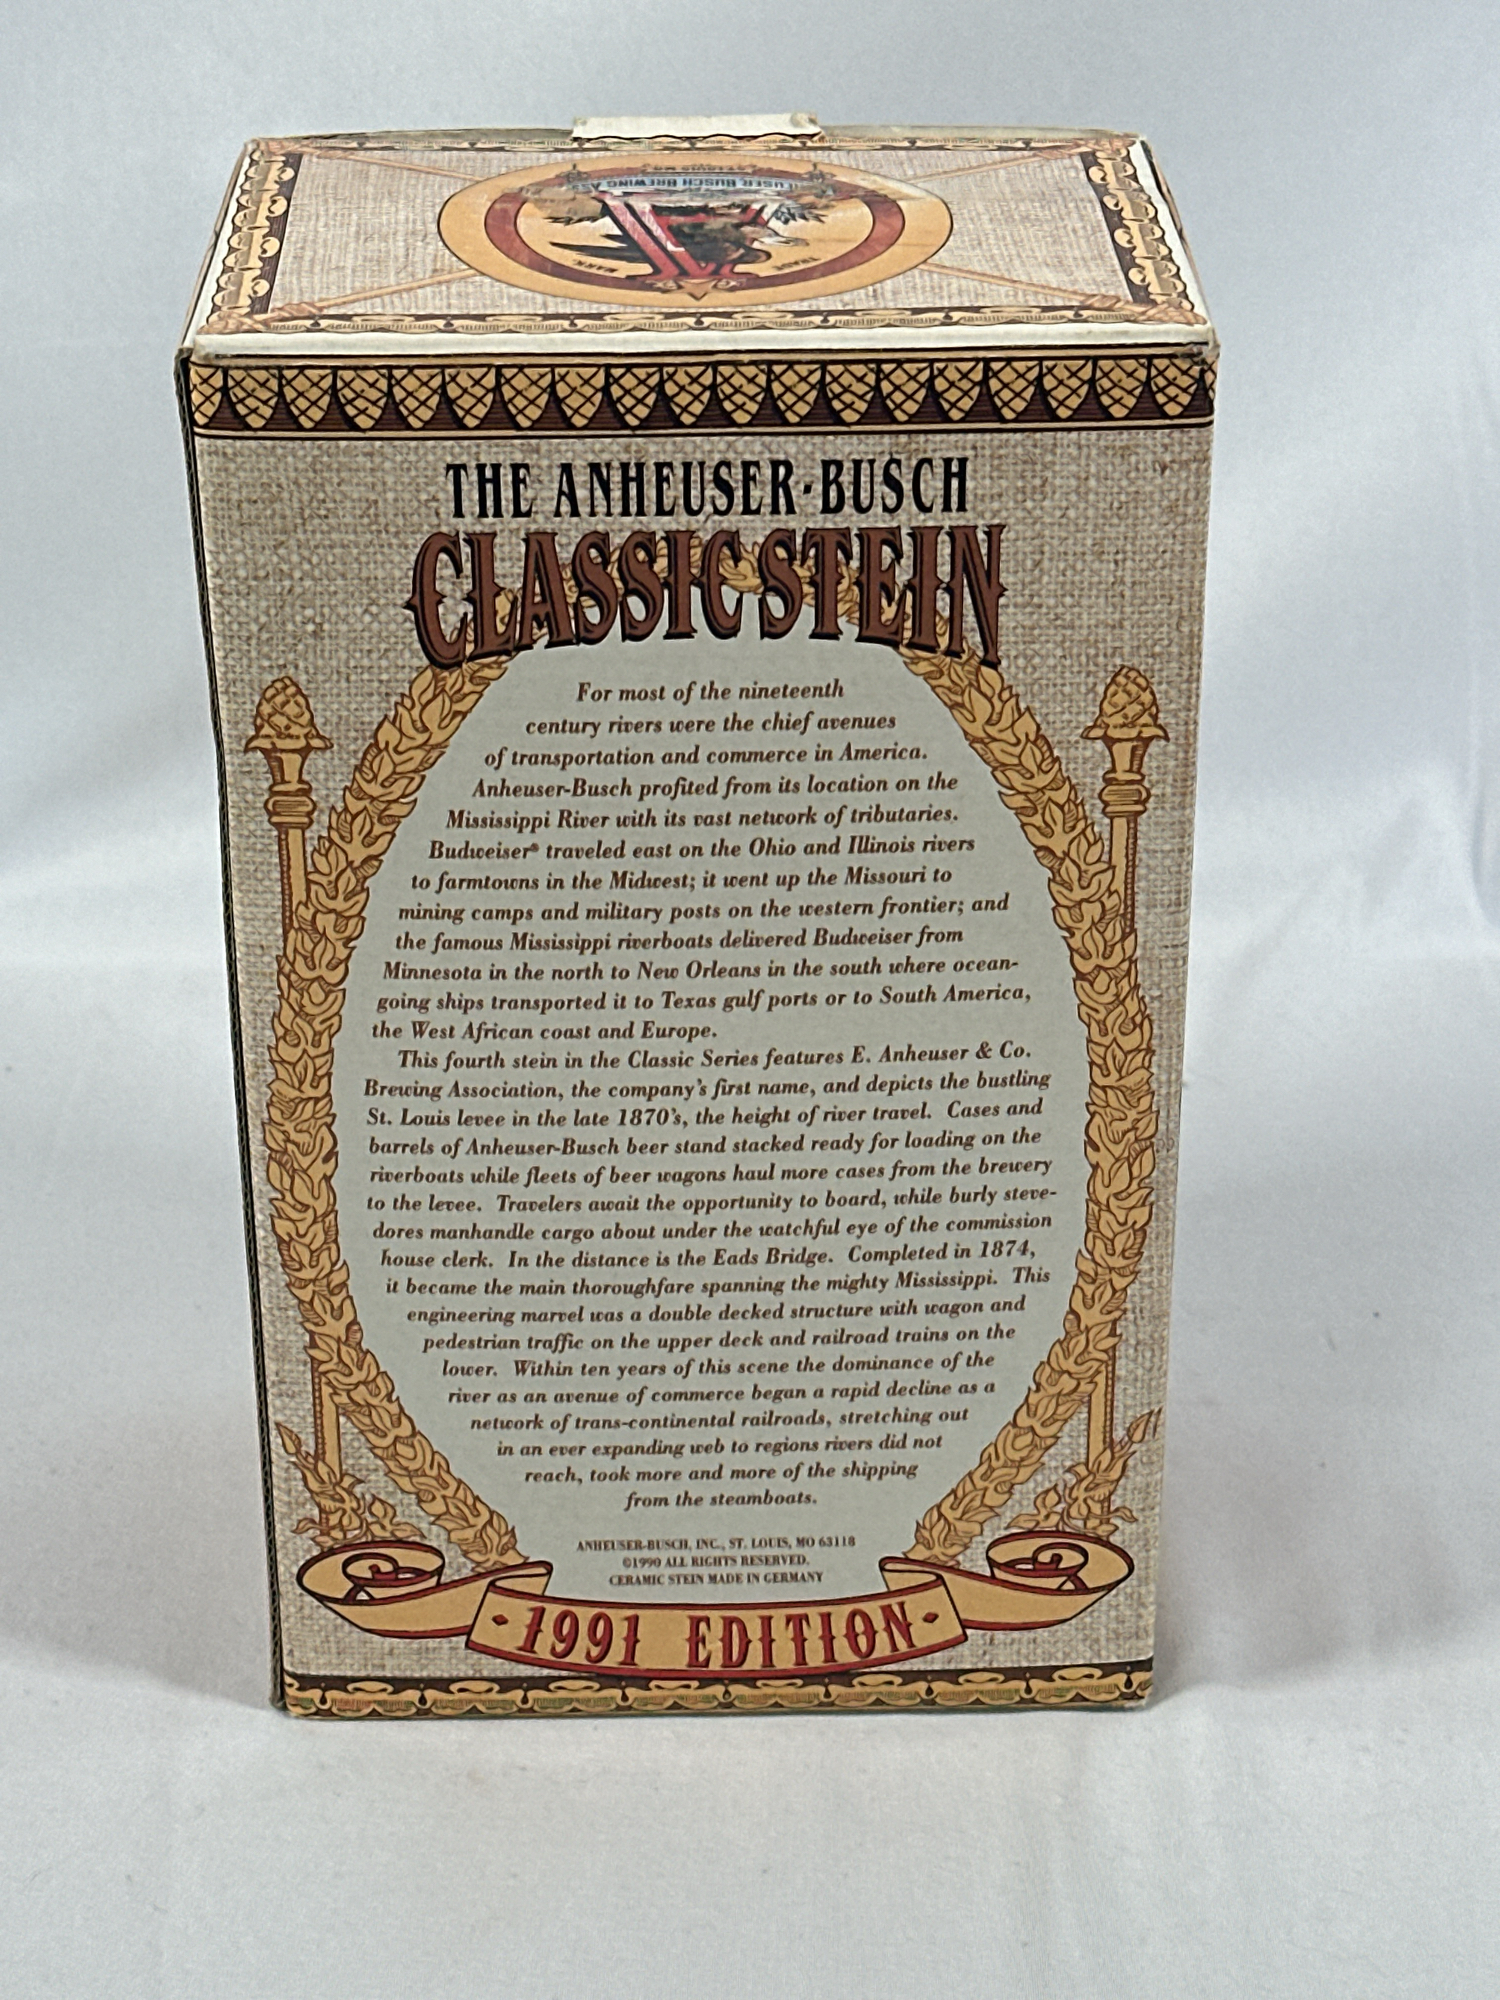 TRADE MARK
THE ANHEUSER-BUSCH
CLASSIC STEIN
For most of the nineteenth
century rivers were the chief avenues
of transportation and commerce in America.
Anheuser-Busch profited from its location on the
Mississippi River with its vast network of tributaries.
Budweiser® traveled east on the Ohio and Illinois rivers
to farmtowns in the Midwest; it went up the Missouri to
mining camps and military posts on the western frontier; and
the famous Mississippi riverboats delivered Budweiser from
Minnesota in the north to New Orleans in the south where ocean-
going ships transported it to Texas gulf ports or to South America,
the West African coast and Europe.
This fourth stein in the Classic Series features E. Anheuser & Co.
Brewing Association, the company's first name, and depicts the bustling
St. Louis levee in the late 1870's, the height of river travel. Cases and
barrels of Anheuser-Busch beer stand stacked ready for loading on the
riverboats while fleets of beer wagons haul more cases from the brewery
to the levee. Travelers await the opportunity to board, while burly steve-
dores manhandle cargo about under the watchful eye of the commission
house clerk. In the distance is the Eads Bridge. Completed in 1874,
it became the main thoroughfare spanning the mighty Mississippi. This
engineering marvel was a double decked structure with wagon and
pedestrian traffic on the upper deck and railroad trains on the
lower. Within ten years of this scene the dominance of the
river as an avenue of commerce began a rapid decline as a
network of trans-continental railroads, stretching out
in an ever expanding web to regions rivers did not
reach, took more and more of the shipping
from the steamboats.
ANHEUSER-BUSCH, INC., ST. LOUIS, MO 63118
©1990 ALL RIGHTS RESERVED.
CERAMIC STEIN MADE IN GERMANY
· 1991 EDITION ·